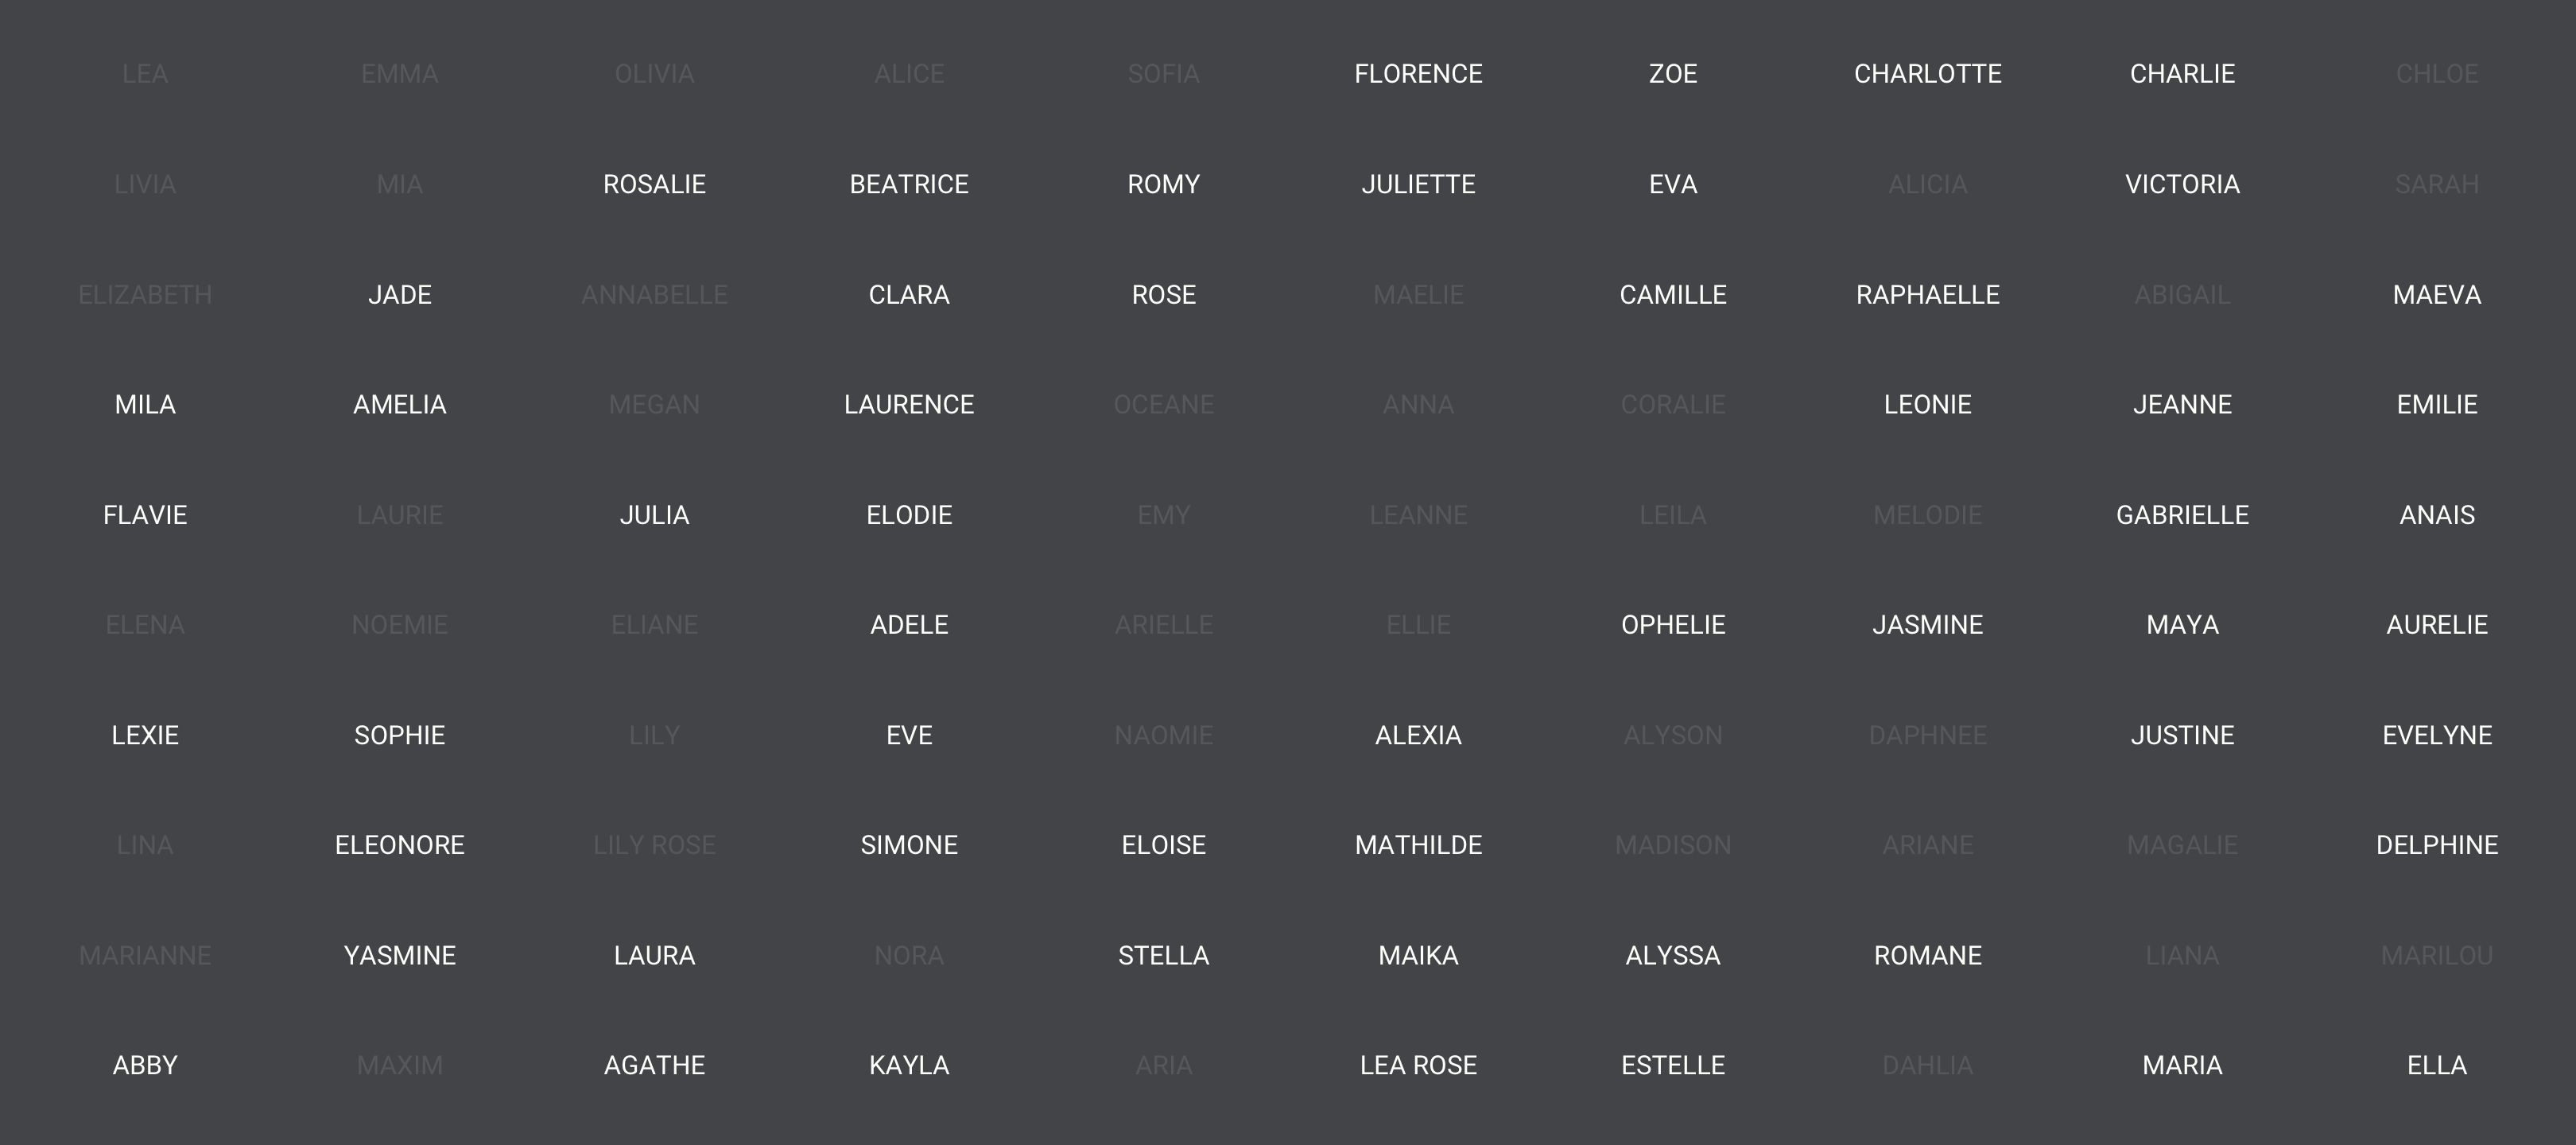 LEA EMMA OLIVIA ALICE SOFIA FLORENCE ZOE CHARLOTTE CHARLIE CHLOE
LIVIA MIA ROSALIE BEATRICE ROMY JULIETTE EVA ALICIA VICTORIA SARAH
ELIZABETH JADE ANNABELLE CLARA ROSE MAELIE CAMILLE RAPHAELLE ABIGAIL MAEVA
MILA AMELIA MEGAN LAURENCE OCEANE ANNA CORALIE LEONIE JEANNE EMILIE
FLAVIE LAURIE JULIA ELODIE EMY LEANNE LEILA MELODIE GABRIELLE ANAIS
ELENA NOEMIE ELIANE ADELE ARIELLE ELLIE OPHELIE JASMINE MAYA AURELIE
LEXIE SOPHIE LILY EVE NAOMIE ALEXIA ALYSON DAPHNEE JUSTINE EVELYNE
LINA ELEONORE LILY ROSE SIMONE ELOISE MATHILDE MADISON ARIANE MAGALIE DELPHINE
MARIANNE YASMINE LAURA NORA STELLA MAIKA ALYSSA ROMANE LIANA MARILOU
ABBY MAXIM AGATHE KAYLA ARIA LEA ROSE ESTELLE DAHLIA MARIA ELLA